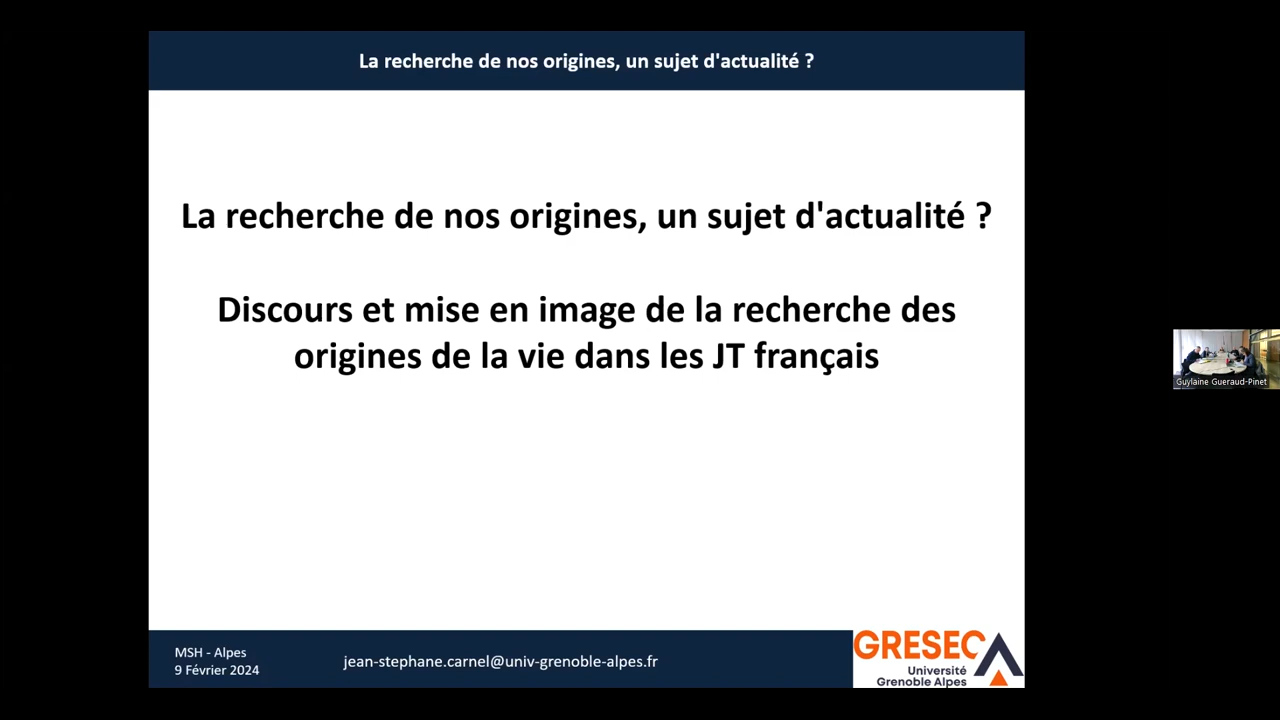 La recherche de nos origines, un sujet d'actualité ?
La recherche de nos origines, un sujet d'actualité ?
Discours et mise en image de la recherche des
origines de la vie dans les JT français
Guylaine Gueraud-Pinet
MSH - Alpes
9 Février 2024
jean-stephane.carnel@univ-grenoble-alpes.fr
GRESEC
Université
Grenoble Alpes